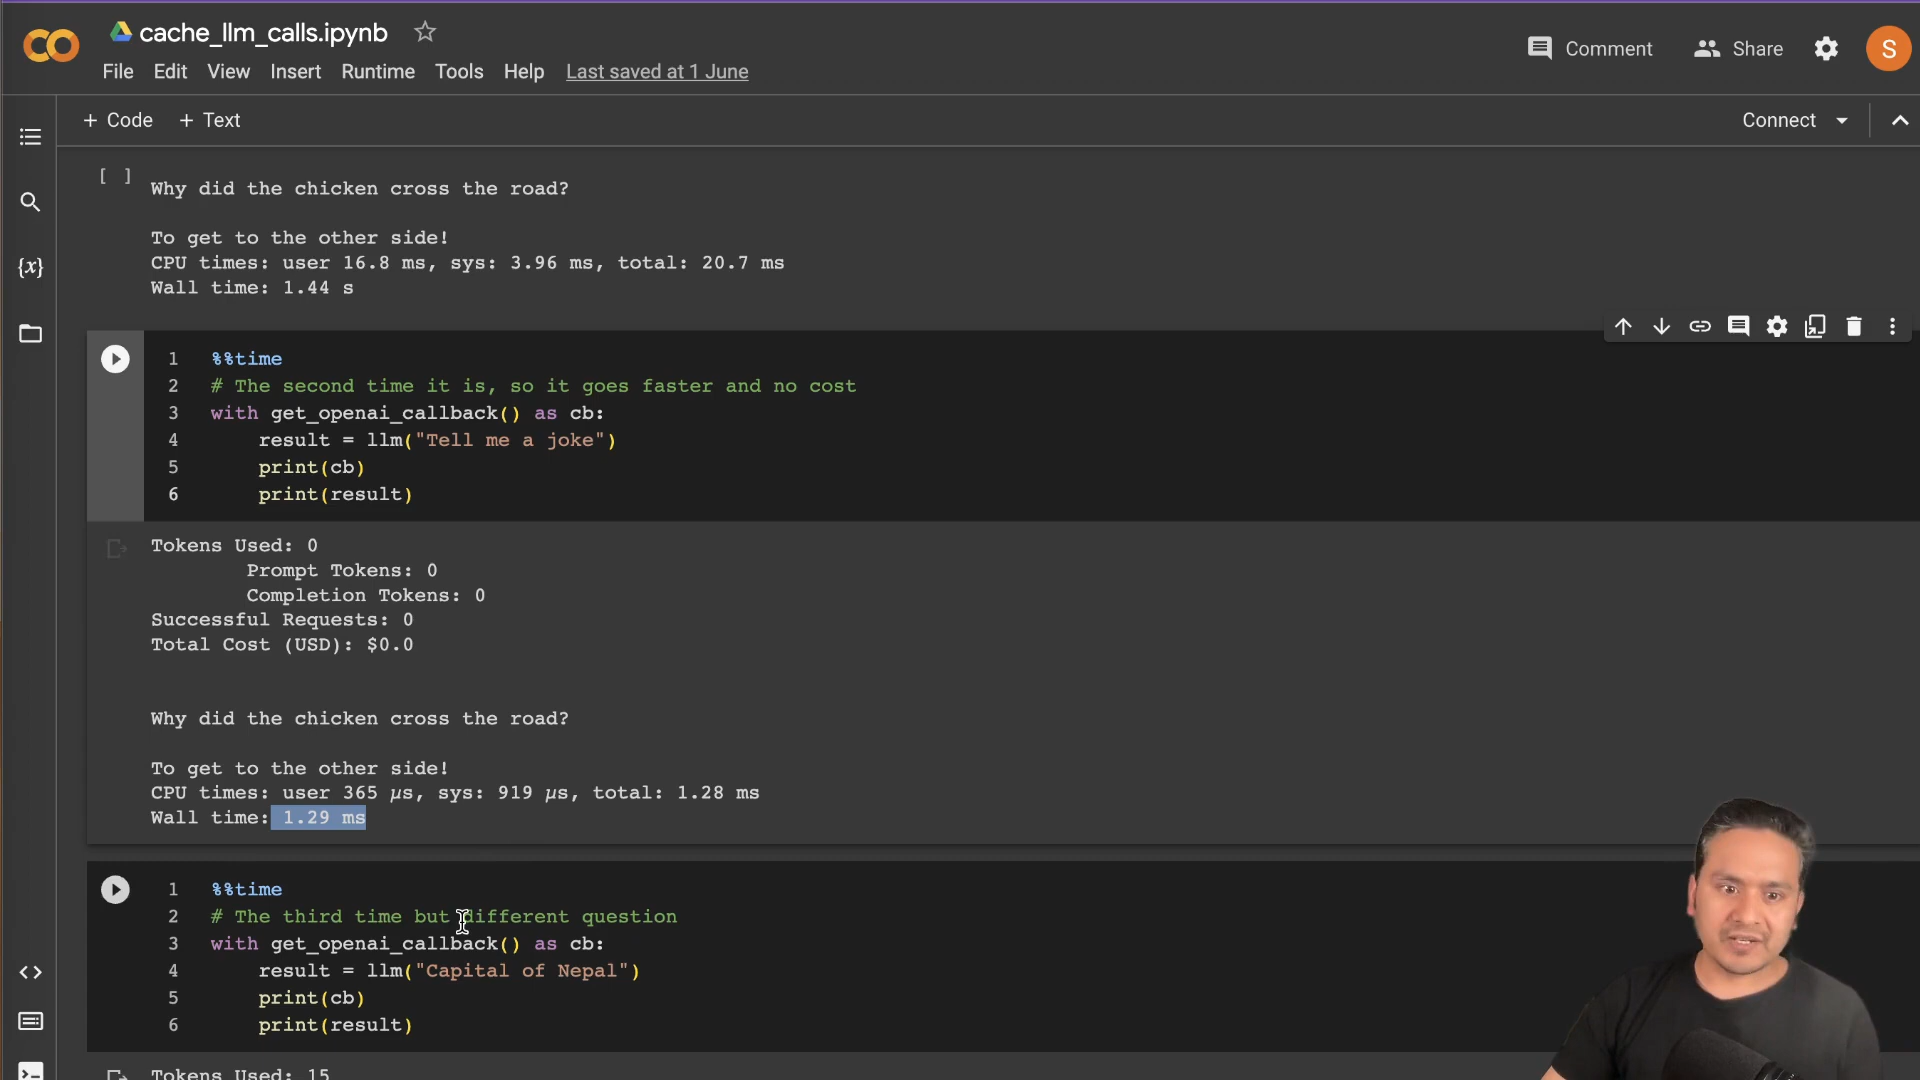 cache_llm_calls.ipynb
Comment
Share
S
File Edit View Insert Runtime Tools Help Last saved at 1 June
+ Code + Text
Connect
[ ]
Why did the chicken cross the road?
To get to the other side!
CPU times: user 16.8 ms, sys: 3.96 ms, total: 20.7 ms
Wall time: 1.44 s
{x}
1 %%time
2 # The second time it is, so it goes faster and no cost
3 with get_openai_callback() as cb:
4 result = llm("Tell me a joke")
5 print(cb)
6 print(result)
Tokens Used: 0
Prompt Tokens: 0
Completion Tokens: 0
Successful Requests: 0
Total Cost (USD): $0.0
Why did the chicken cross the road?
To get to the other side!
CPU times: user 365 µs, sys: 919 µs, total: 1.28 ms
Wall time: 1.29 ms
1 %%time
2 # The third time but different question
3 with get_openai_callback() as cb:
4 result = llm("Capital of Nepal")
5 print(cb)
6 print(result)
Tokens Used: 15